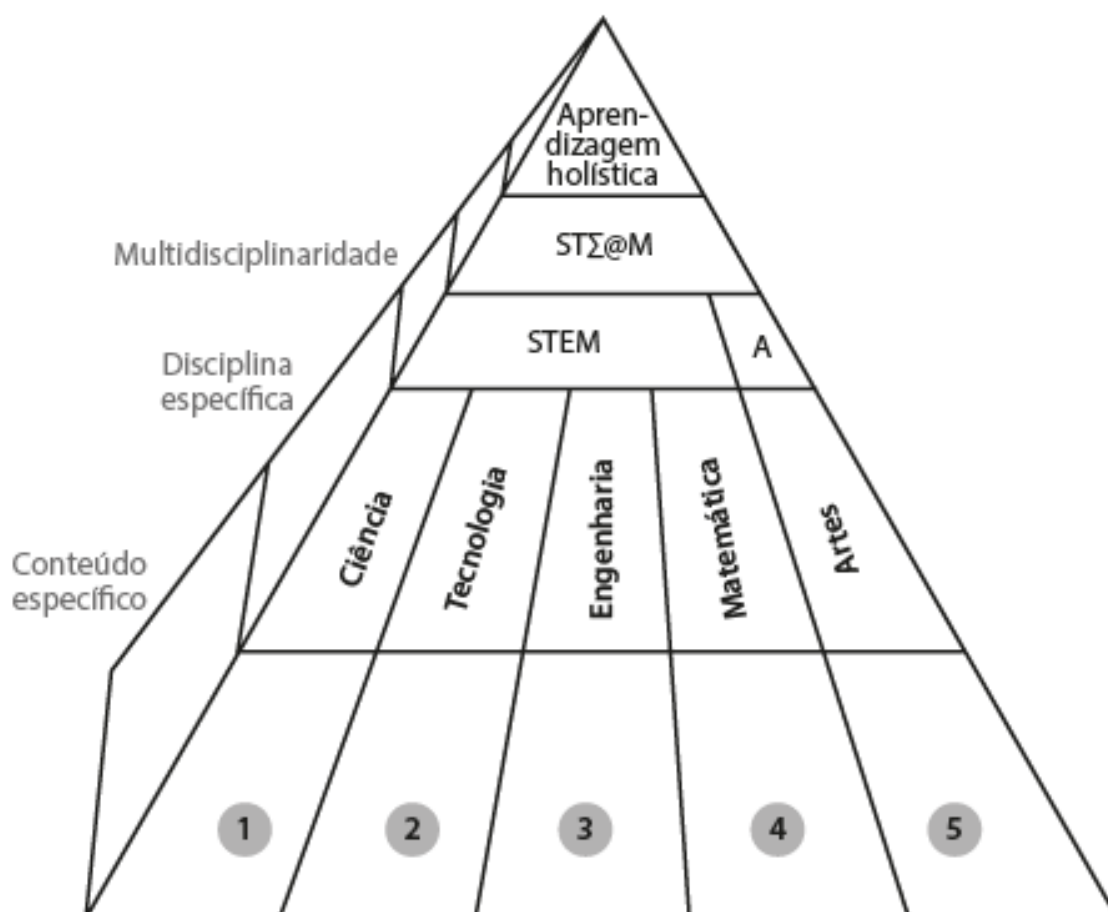 Apren-
dizagem
holística
Multidisciplinaridade
ST∑@M
Disciplina
específica
STEM
A
Conteúdo
específico
Ciência
Tecnologia
Engenharia
Matemática
Artes
1
2
3
4
5